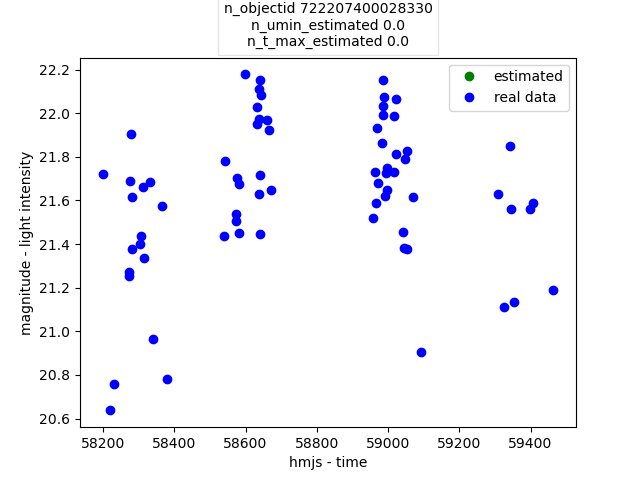 n_objectid 722207400028330
n_umin_estimated 0.0
n_t_max_estimated 0.0
estimated
real data
magnitude - light intensity
22.2
22.0
21.8
21.6
21.4
21.2
21.0
20.8
20.6
58200 58400 58600 58800 59000 59200 59400
hmjs - time